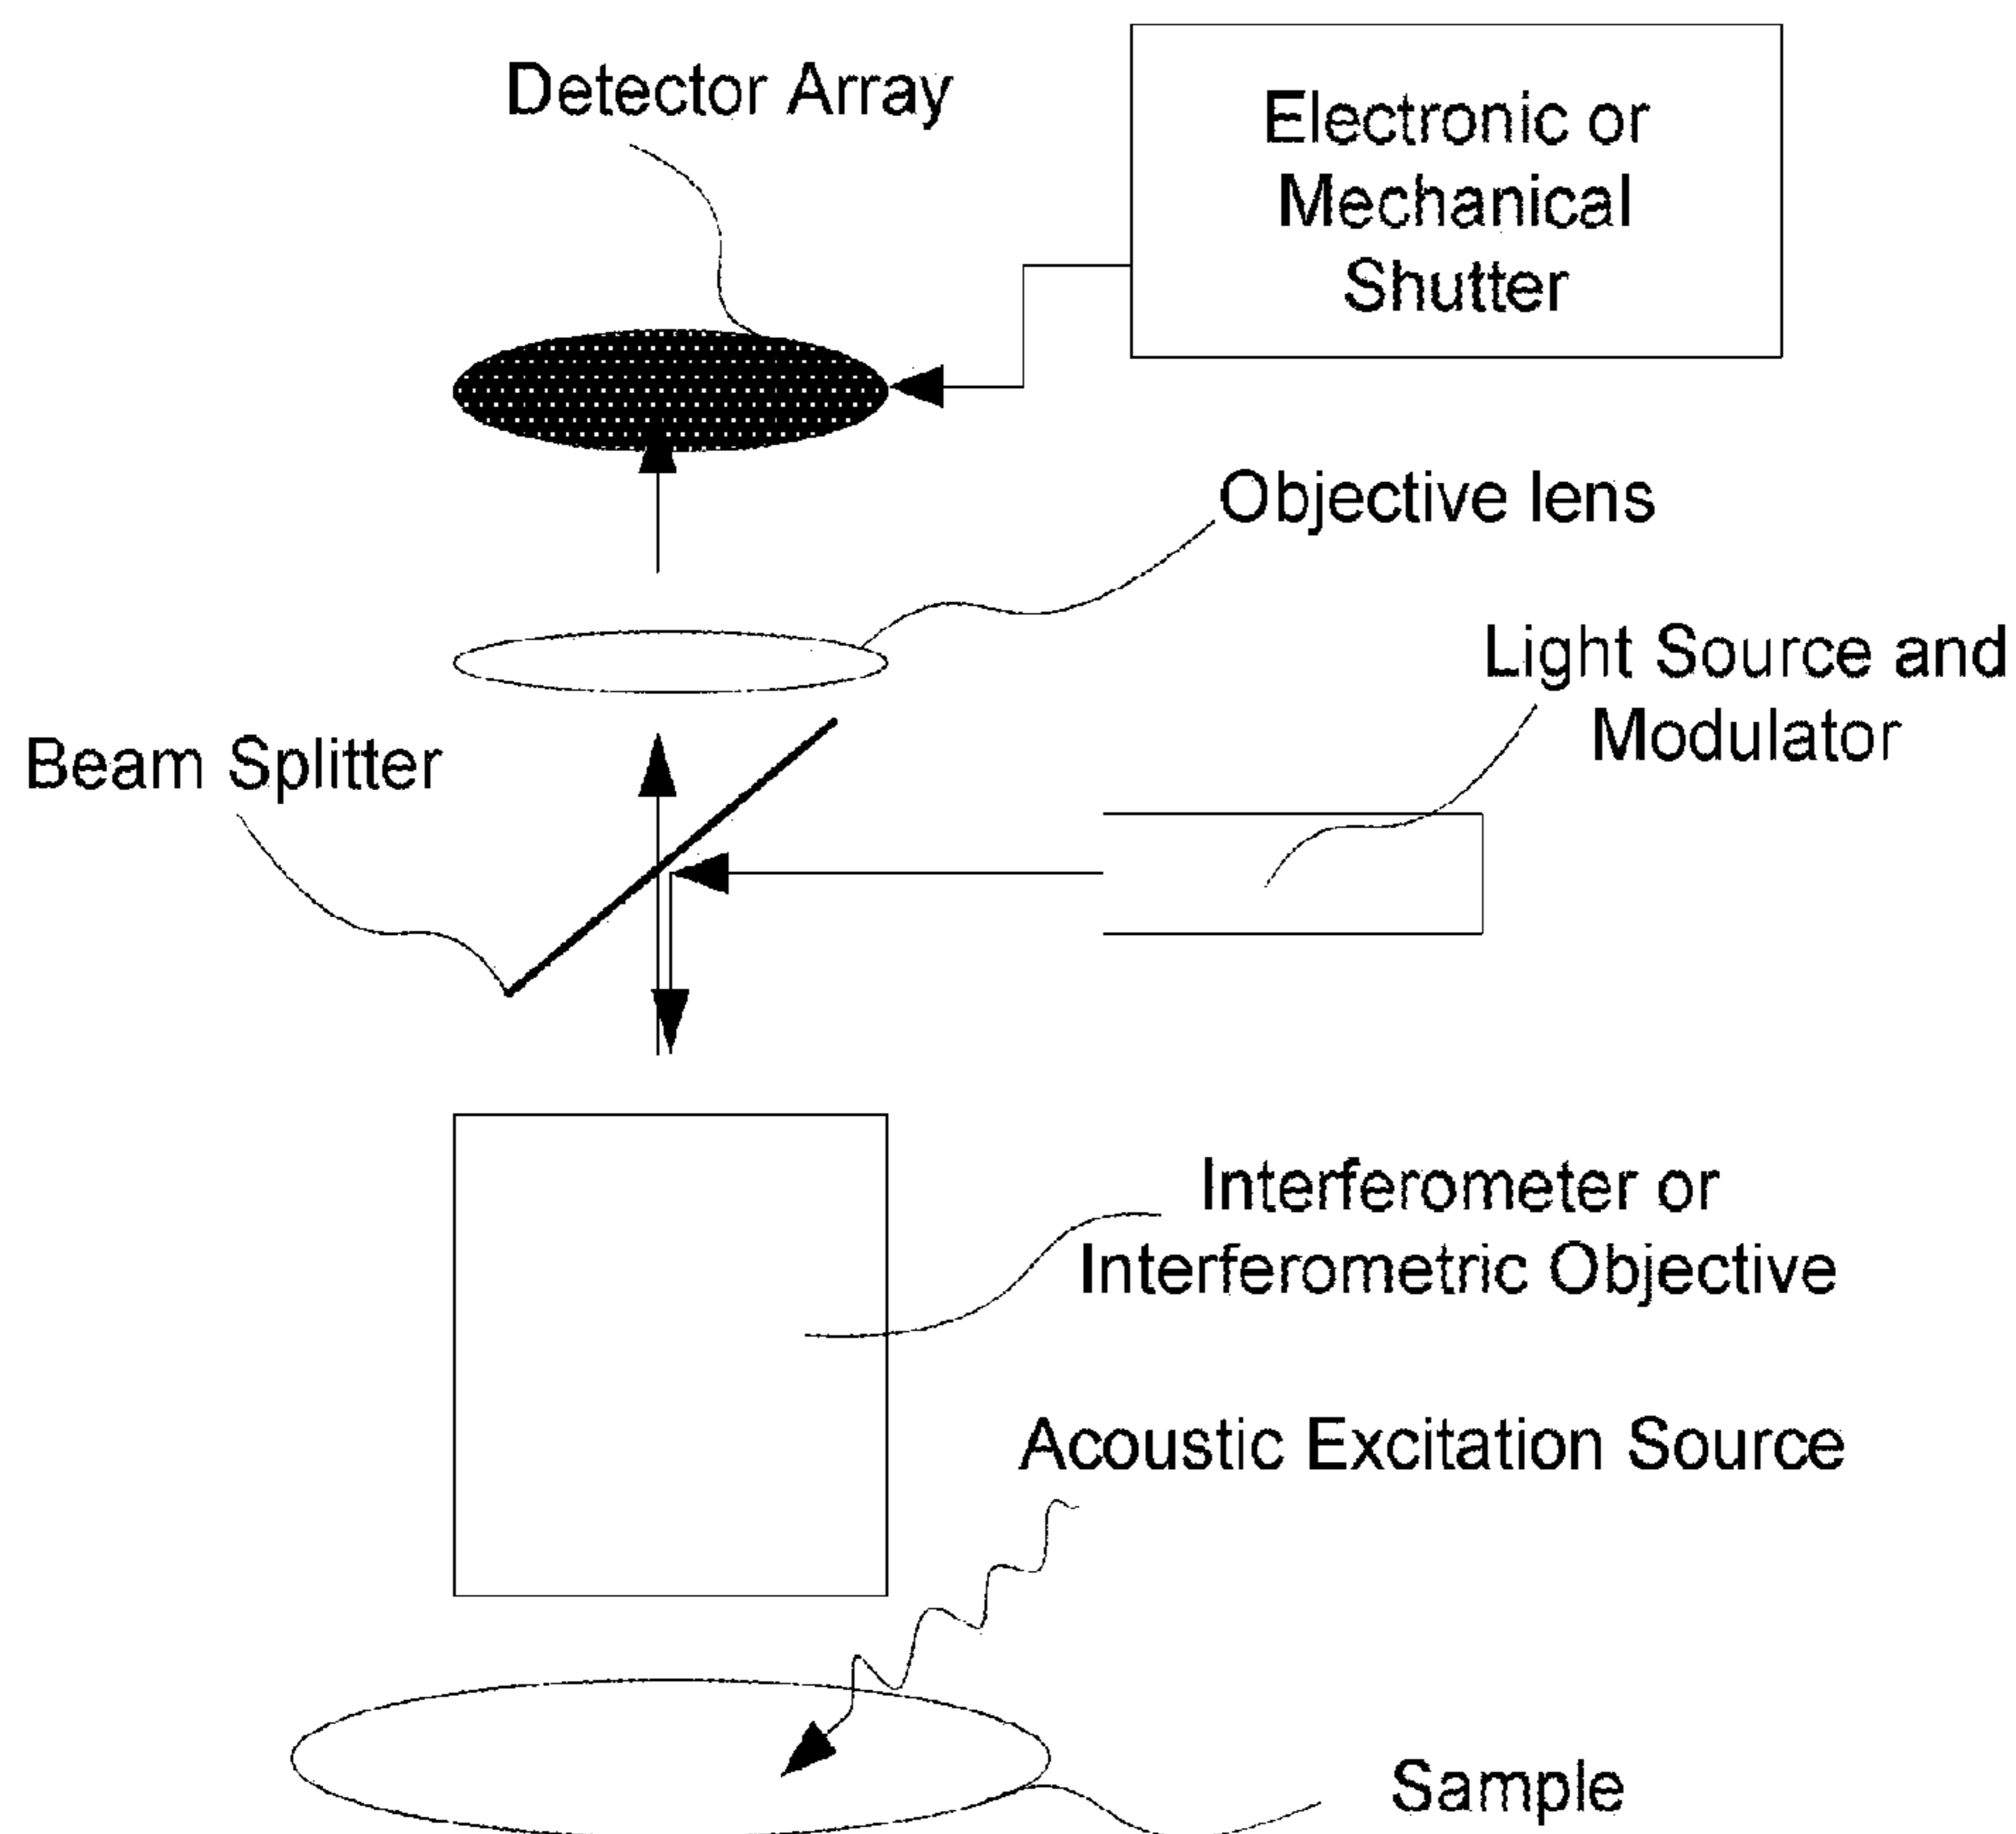 Detector Array
Electronic or
Mechanical
Shutter
Objective lens
Light Source and
Modulator
Beam Splitter
Interferometer or
Interferometric Objective
Acoustic Excitation Source
Sample